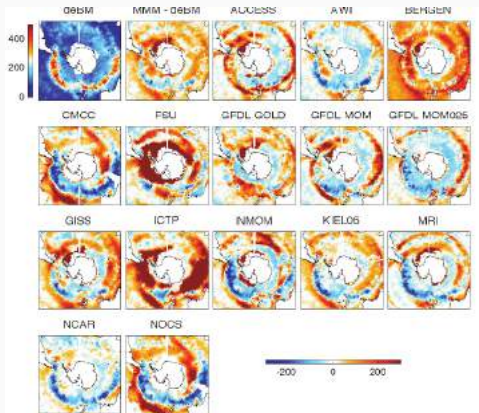 deBM MMM - deBM ACCESS AWI BERGEN
400
200
0
CMCC FSU GFDL GOLD GFDL MOM GFDL MOM025
GISS ICTP INMOM KIEL05 MRI
NCAR NOCS
-200 0 200